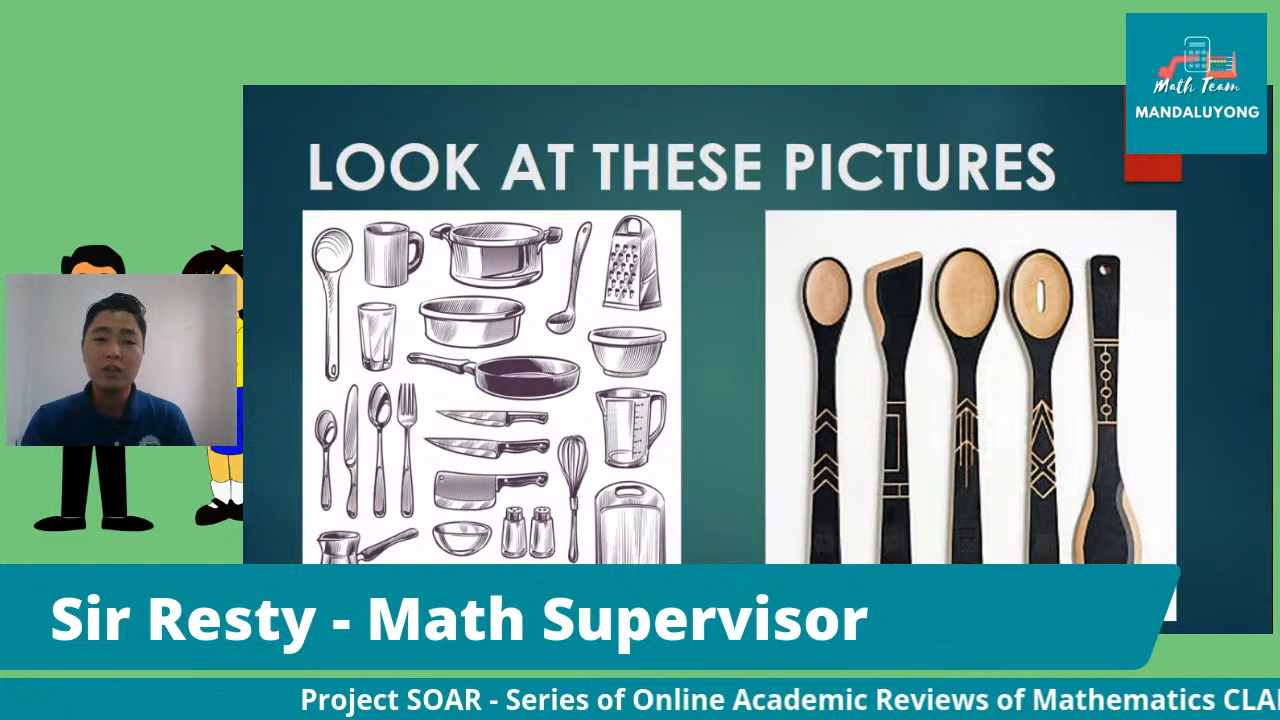 Math Team
MANDALUYONG
LOOK AT THESE PICTURES
Sir Resty - Math Supervisor
Project SOAR - Series of Online Academic Reviews of Mathematics